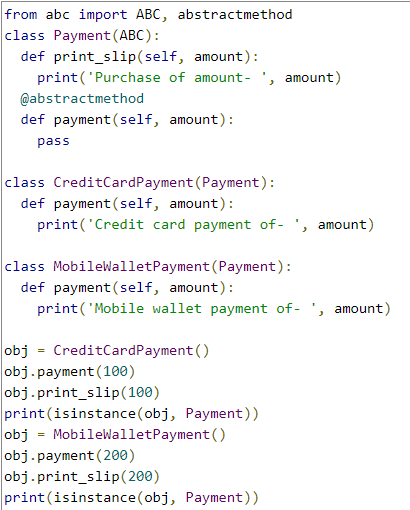 from abc import ABC, abstractmethod
class Payment(ABC):
  def print_slip(self, amount):
    print('Purchase of amount- ', amount)
  @abstractmethod
  def payment(self, amount):
    pass

class CreditCardPayment(Payment):
  def payment(self, amount):
    print('Credit card payment of- ', amount)

class MobileWalletPayment(Payment):
  def payment(self, amount):
    print('Mobile wallet payment of- ', amount)

obj = CreditCardPayment()
obj.payment(100)
obj.print_slip(100)
print(isinstance(obj, Payment))
obj = MobileWalletPayment()
obj.payment(200)
obj.print_slip(200)
print(isinstance(obj, Payment))